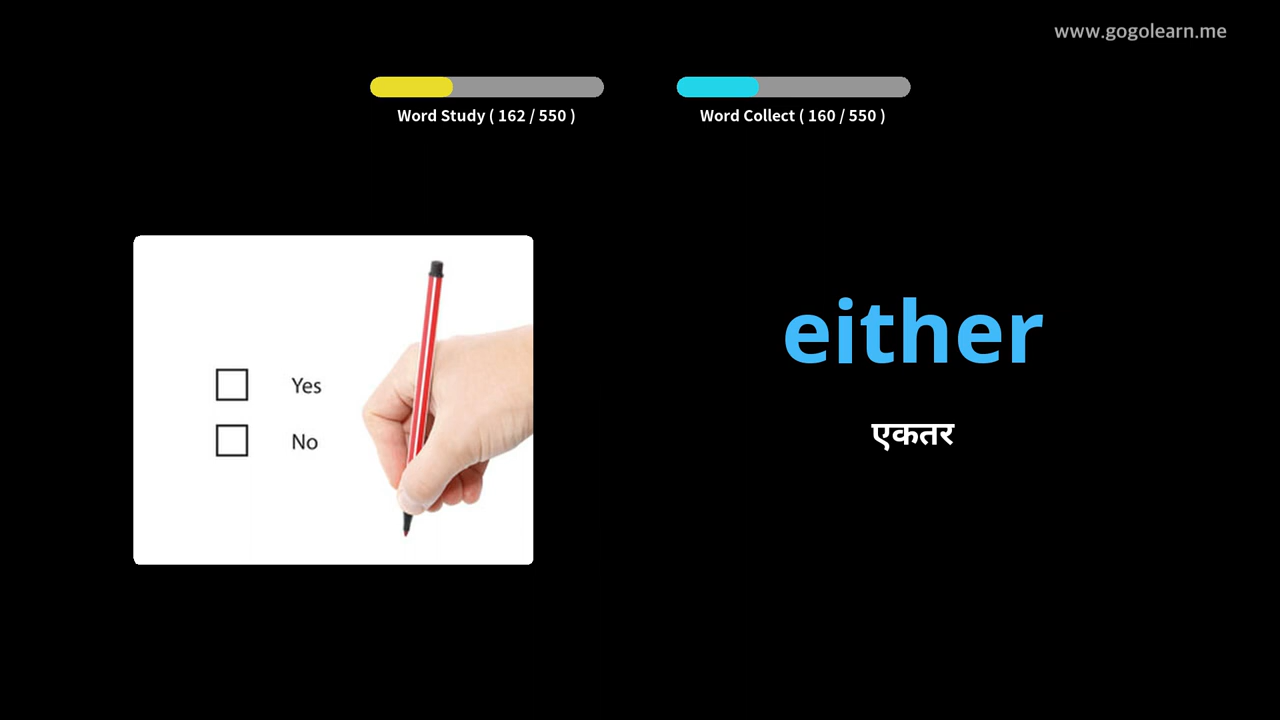 www.gogolearn.me
Word Study ( 162 / 550 )
Word Collect ( 160 / 550 )
Yes
No
either
एकतर